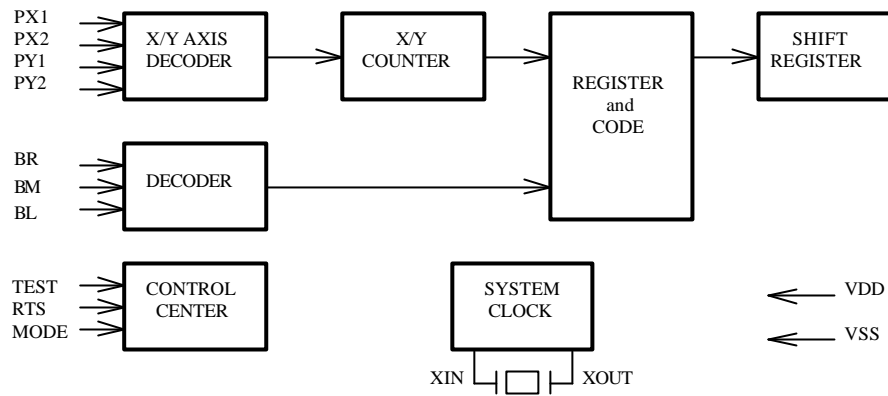 PX1
PX2
PY1
PY2
X/Y AXIS
DECODER
X/Y
COUNTER
REGISTER
and
CODE
SHIFT
REGISTER
BR
BM
BL
DECODER
TEST
RTS
MODE
CONTROL
CENTER
SYSTEM
CLOCK
XIN
XOUT
VDD
VSS